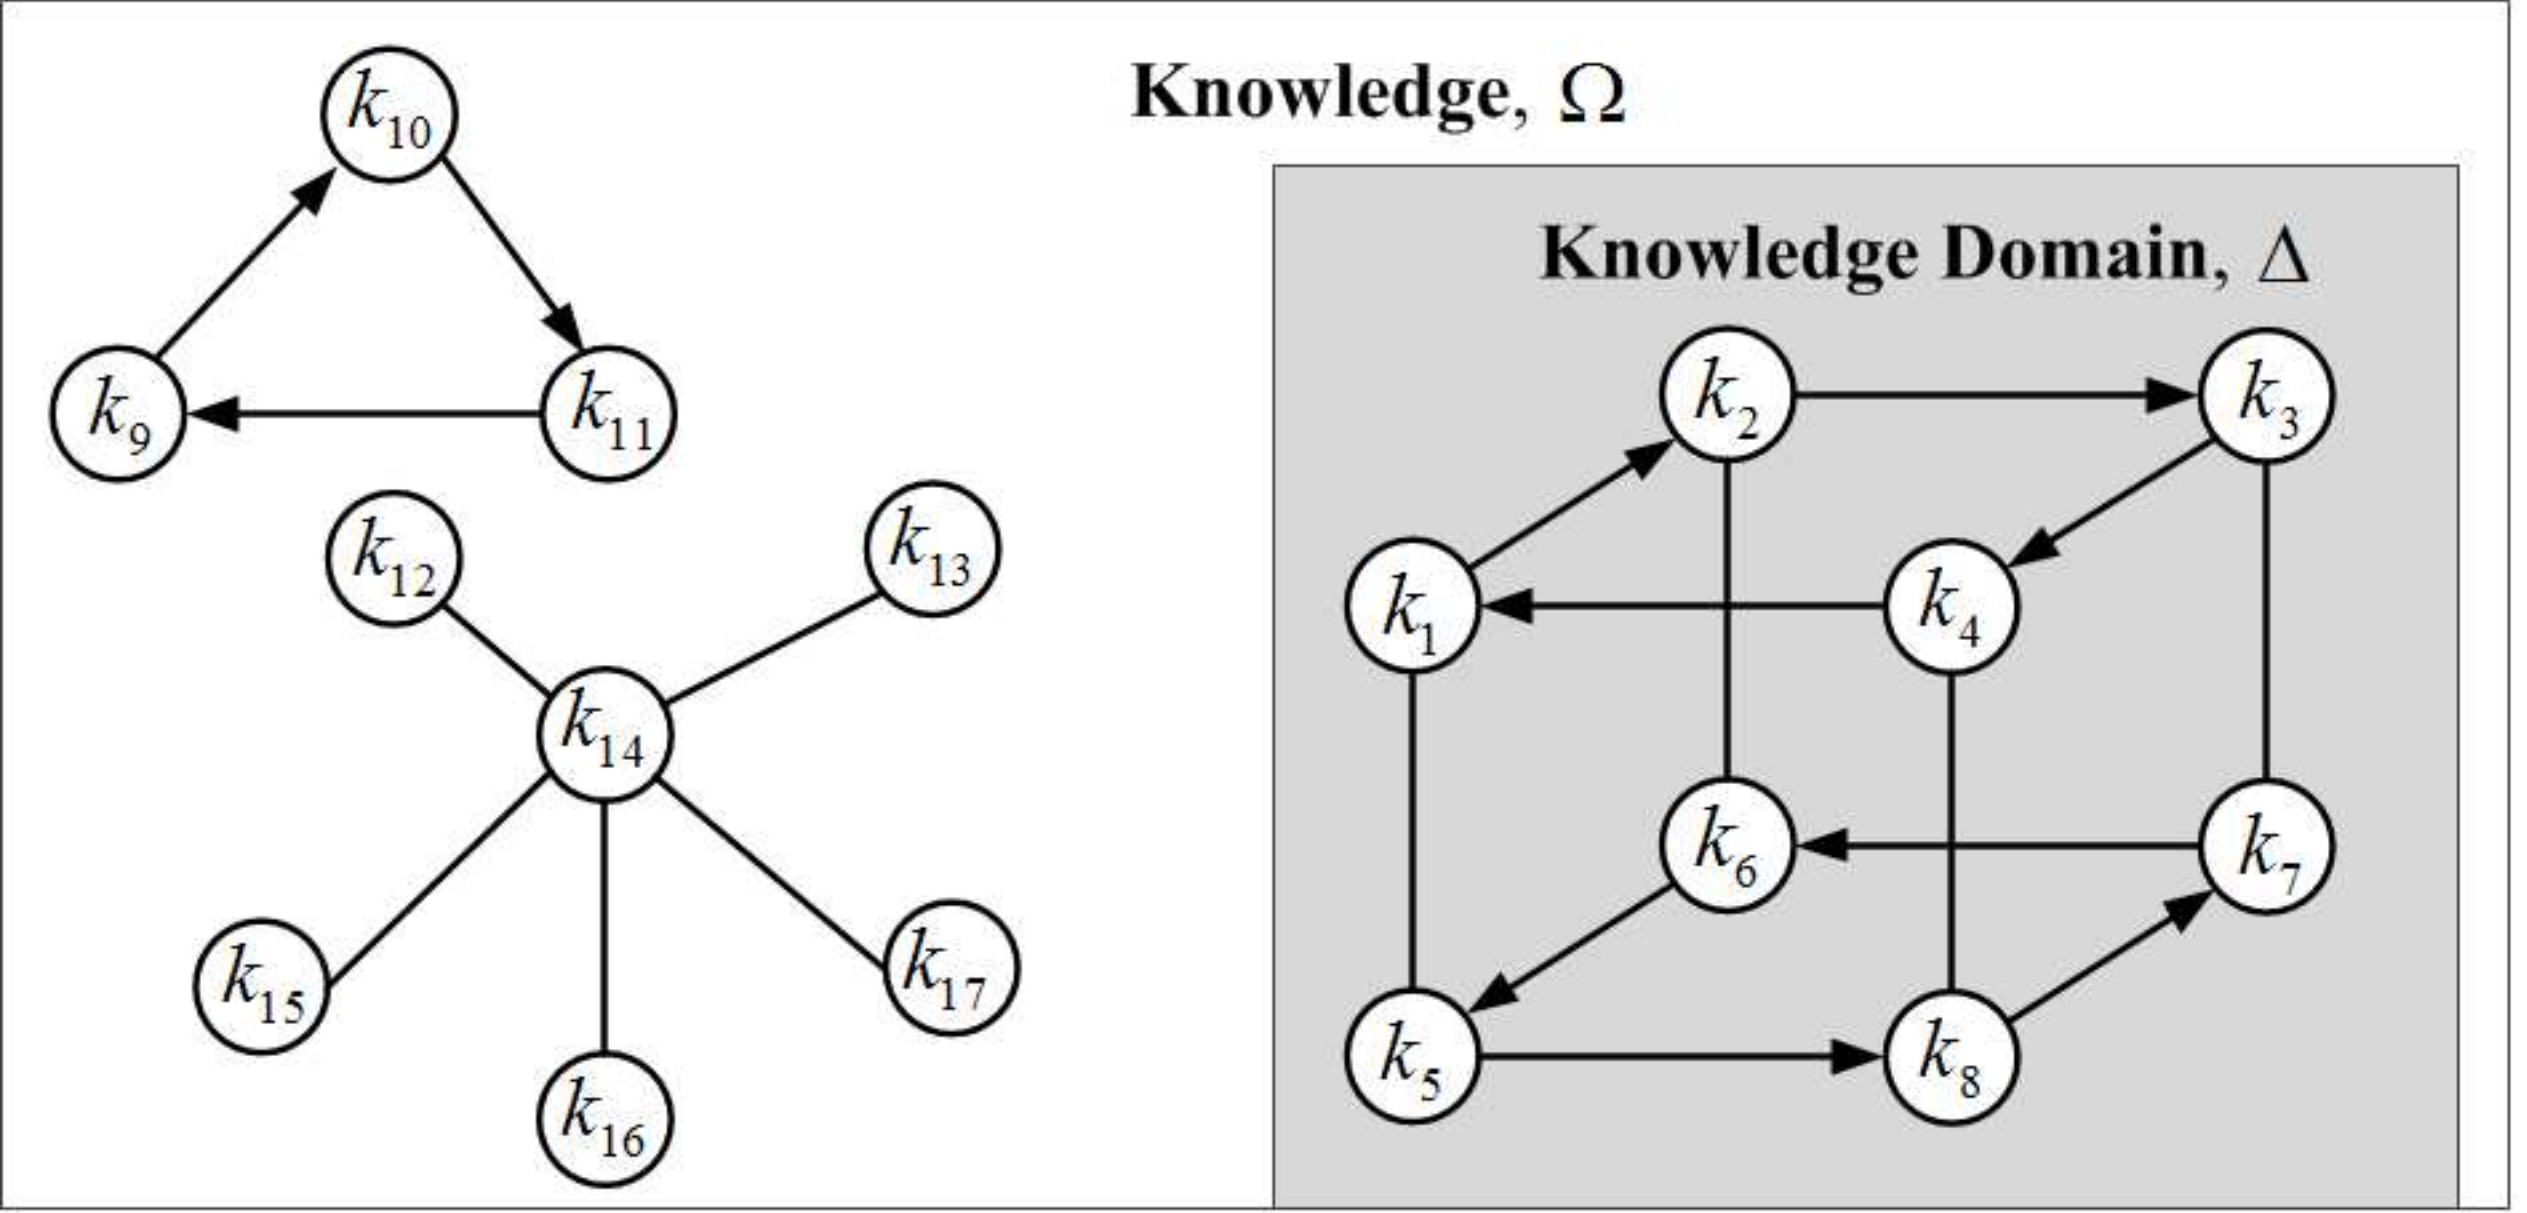 Knowledge, Ω
Knowledge Domain, Δ
k10
k9
k11
k12
k13
k14
k15
k16
k17
k2
k3
k1
k4
k6
k7
k5
k8